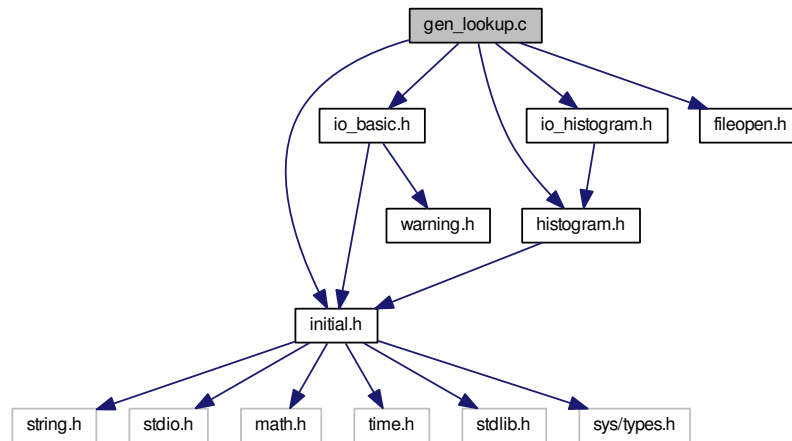 gen_lookup.c
io_basic.h
io_histogram.h
fileopen.h
warning.h
histogram.h
initial.h
string.h
stdio.h
math.h
time.h
stdlib.h
sys/types.h